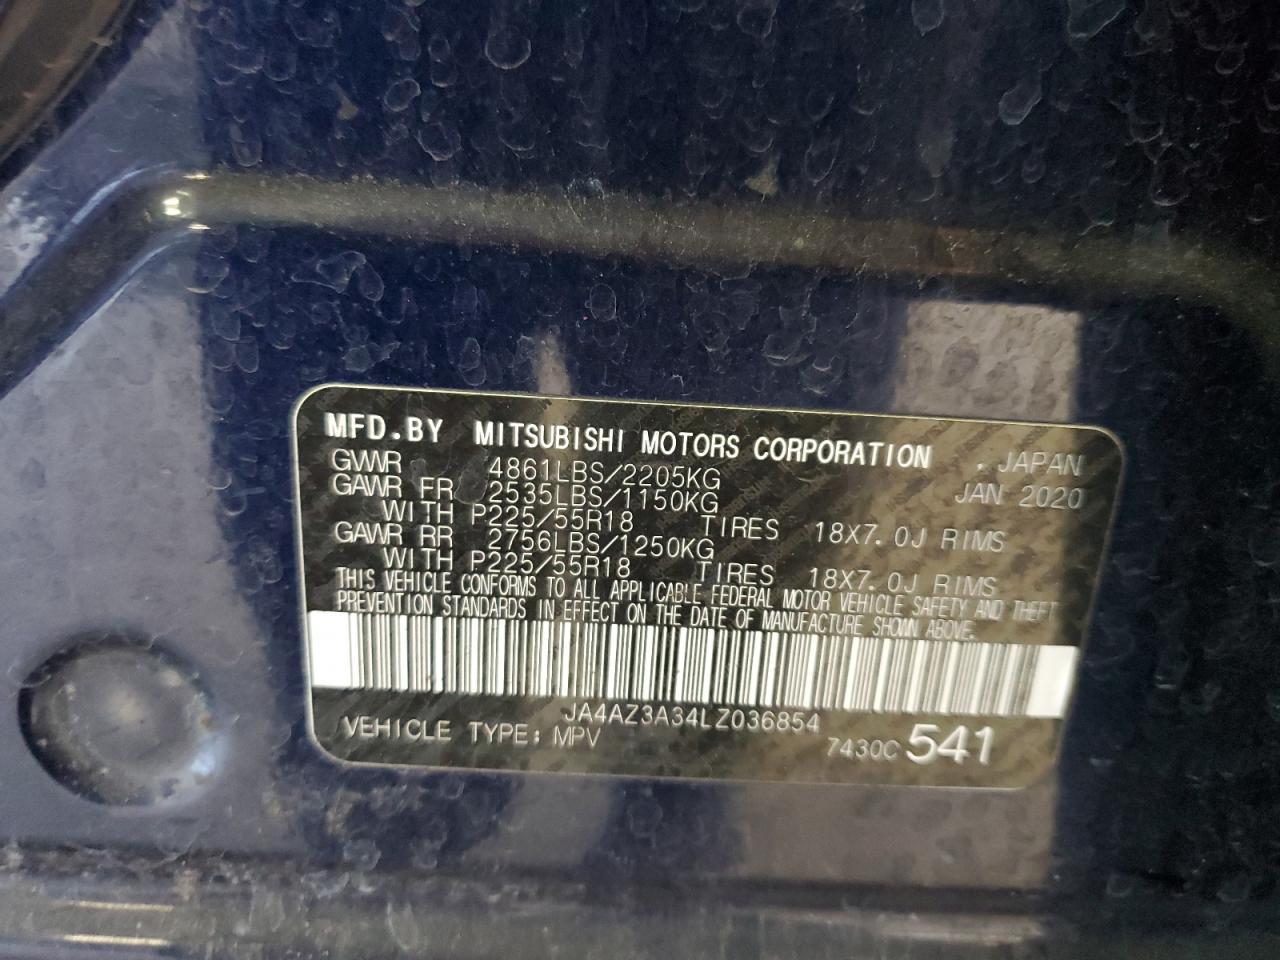 MFD.BY MITSUBISHI MOTORS CORPORATION . JAPAN
GVWR 4861LBS/2205KG JAN 2020
GAWR FR 2535LBS/1150KG
WITH P225/55R18 TIRES 18X7.0J RIMS
GAWR RR 2756LBS/1250KG
WITH P225/55R18 TIRES 18X7.0J RIMS
THIS VEHICLE CONFORMS TO ALL APPLICABLE FEDERAL MOTOR VEHICLE SAFETY AND THEFT
PREVENTION STANDARDS IN EFFECT ON THE DATE OF MANUFACTURE SHOWN ABOVE.
JA4AZ3A34LZ036854
VEHICLE TYPE: MPV 7430C 541